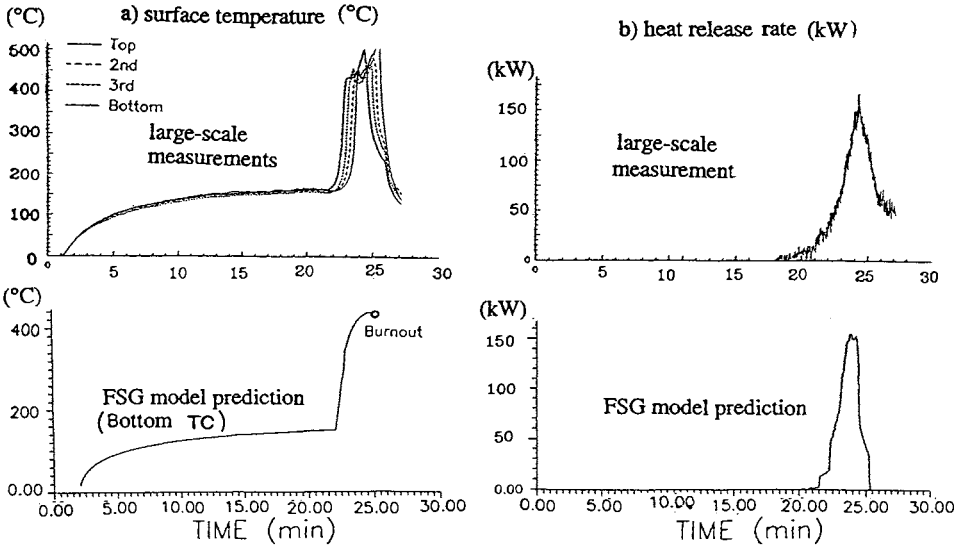 (°C)
a) surface temperature (°C)
500
400
300
200
100
0
Top
2nd
3rd
Bottom
large-scale
measurements
0 5 10 15 20 25 30
b) heat release rate (kW)
(kW)
150
100
50
0
large-scale
measurement
0 5 10 15 20 25 30
(°C)
400
200
0.00
Burnout
FSG model prediction
(Bottom TC)
0.00 5.00 10.00 15.00 20.00 25.00 30.00
TIME (min)
(kW)
150
100
50
0.00
FSG model prediction
0.00 5.00 10.00 15.00 20.00 25.00 30.00
TIME (min)